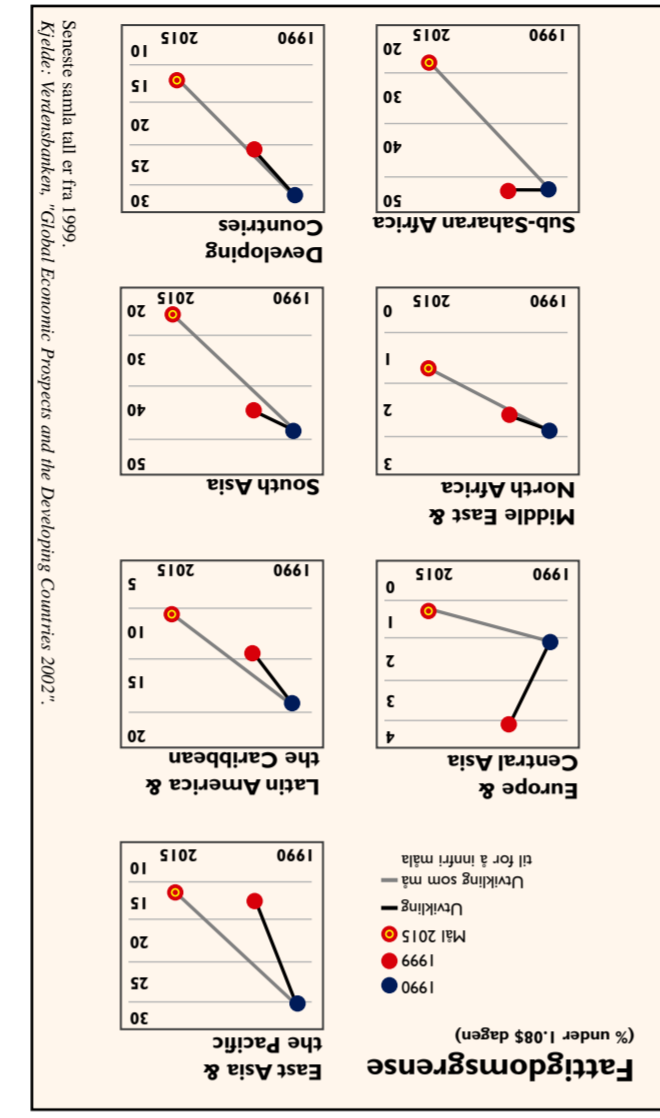 Fattigdomsgrense
(% under 1.08$ dagen)
1990
1999
Mål 2015
Utvikling
Utvikling som må
til for å innfri måla
East Asia &
the Pacific
30
25
20
15
10
1990 2015
Europe &
Central Asia
4
3
2
1
0
1990 2015
Latin America &
the Caribbean
20
15
10
5
1990 2015
Middle East &
North Africa
3
2
1
0
1990 2015
South Asia
50
40
30
20
1990 2015
Sub-Saharan Africa
50
40
30
20
1990 2015
Developing
Countries
30
25
20
15
10
1990 2015
Seneste samla tall er fra 1999.
Kjelde: Verdensbanken, "Global Economic Prospects and the Developing Countries 2002".